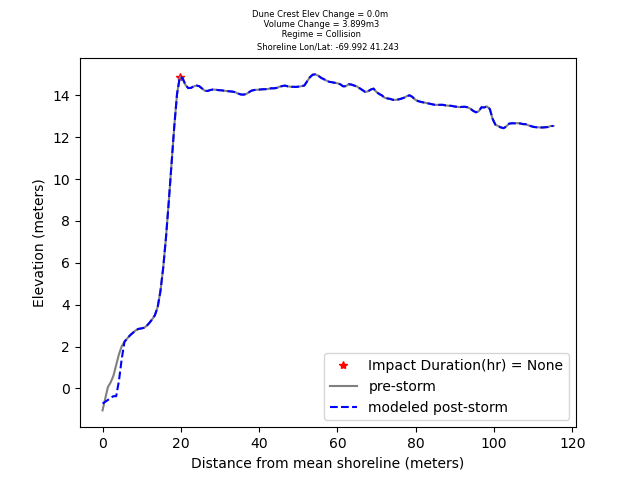 Dune Crest Elev Change = 0.0m
Volume Change = 3.899m3
Regime = Collision
Shoreline Lon/Lat: -69.992 41.243
14
12
10
8
6
4
2
0
Elevation (meters)
Impact Duration(hr) = None
pre-storm
modeled post-storm
0
20
40
60
80
100
120
Distance from mean shoreline (meters)